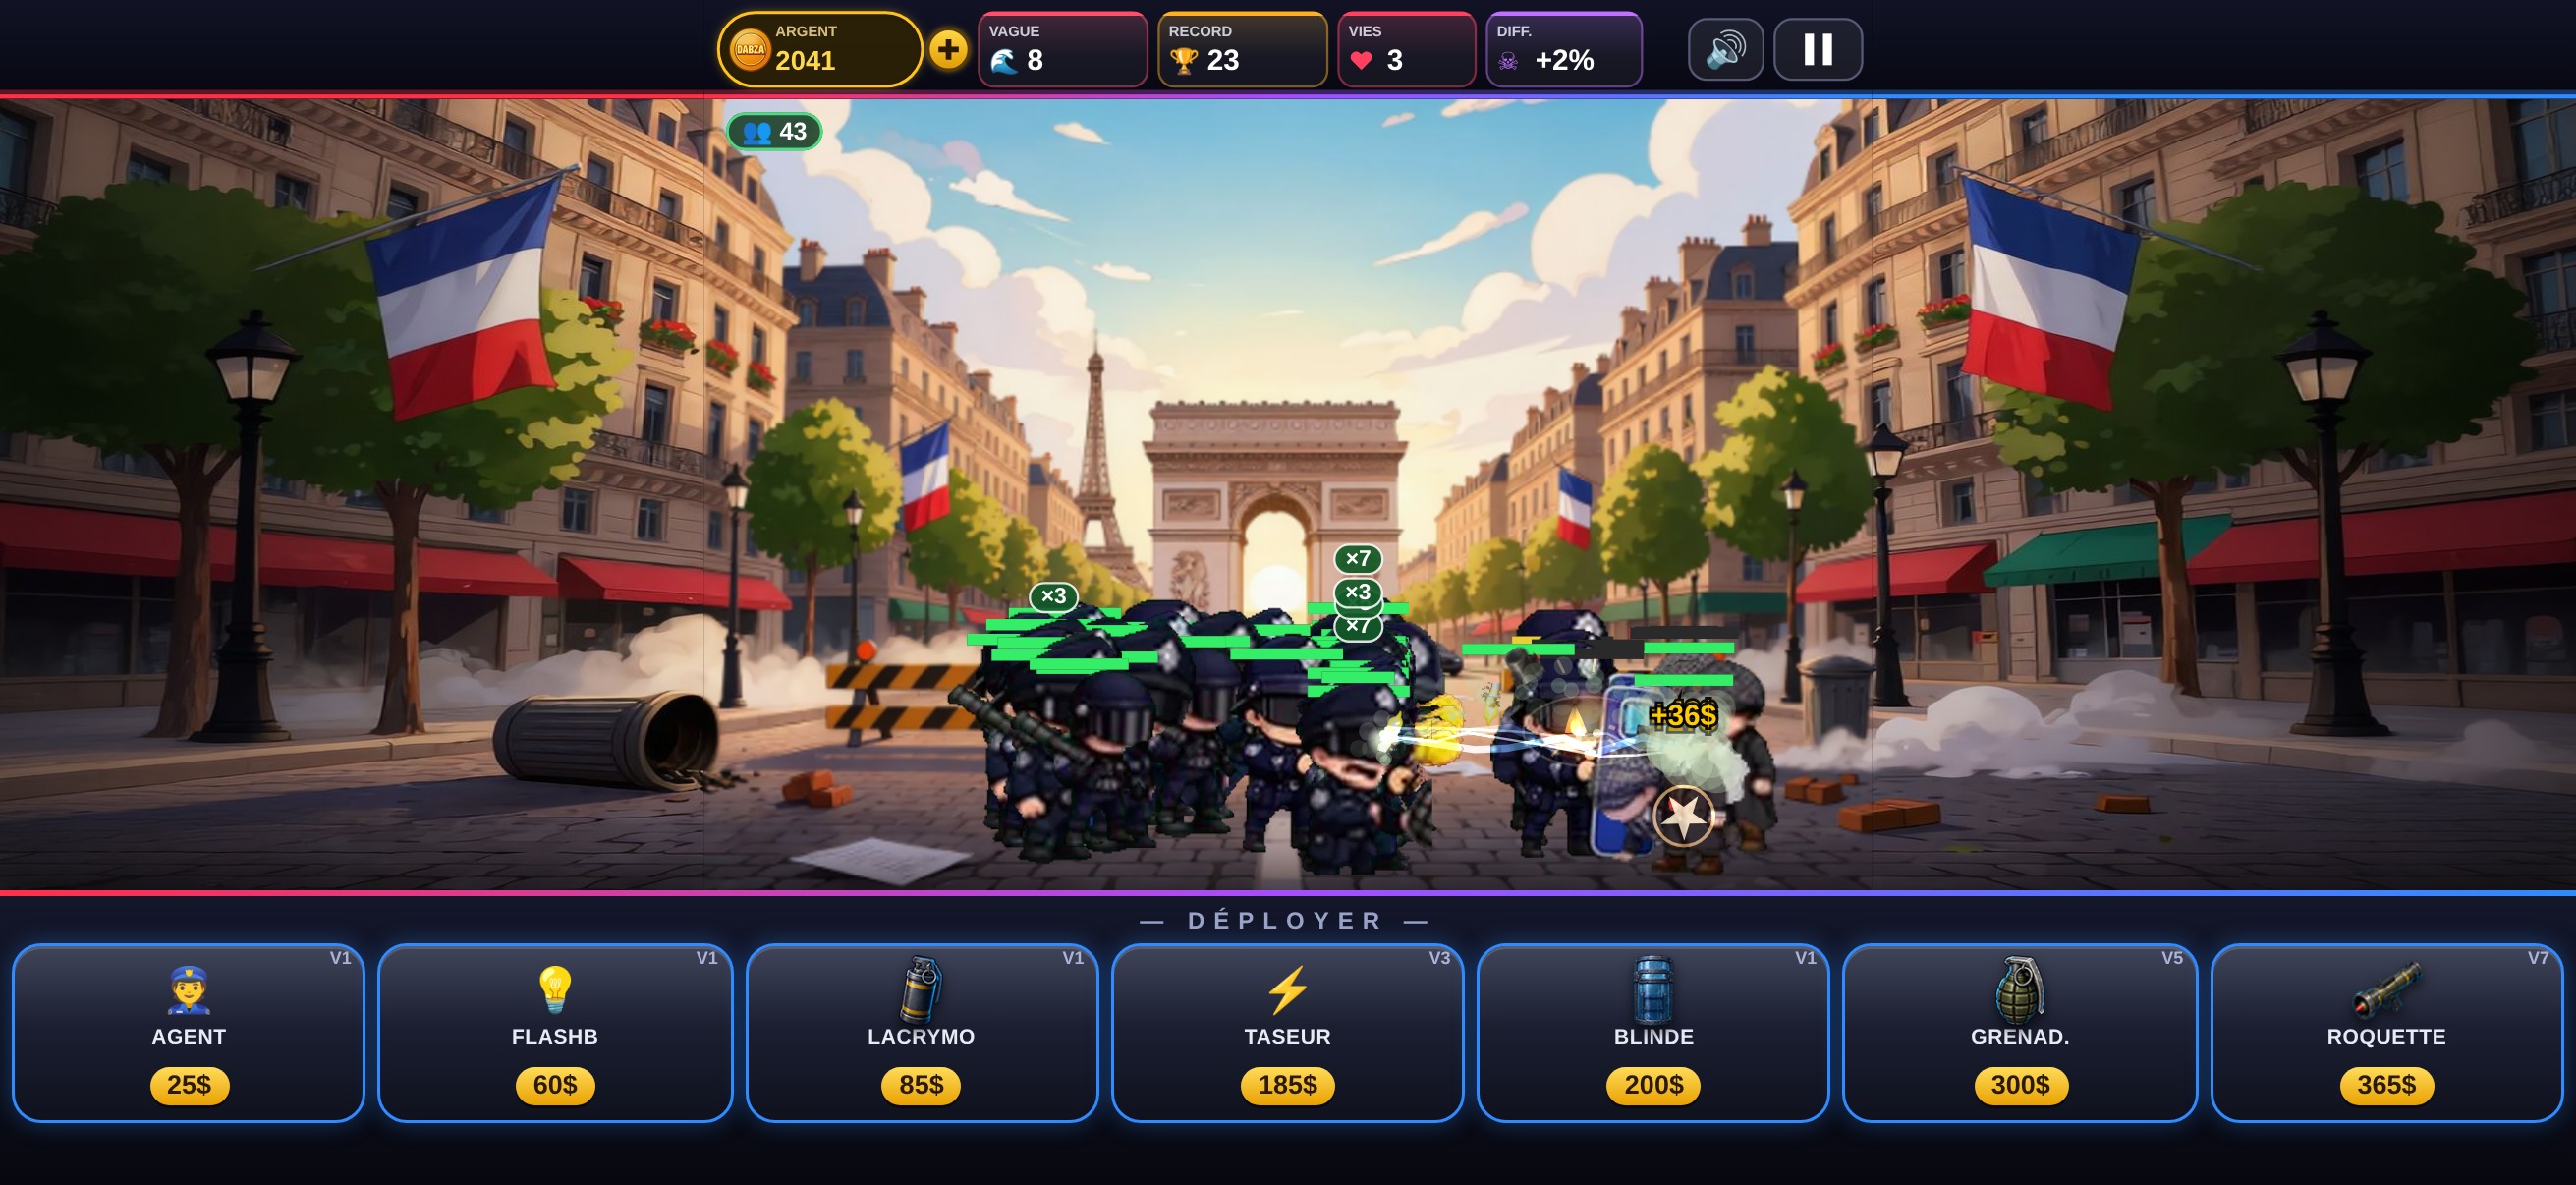 DABZA
ARGENT
2041
VAGUE
8
RECORD
23
VIES
3
DIFF.
+2%
43
×7
×3
×3
×7
+36$
— DÉPLOYER —
V1
AGENT
25$
V1
FLASHB
60$
V1
LACRYMO
85$
V3
TASEUR
185$
V1
BLINDE
200$
V5
GRENAD.
300$
V7
ROQUETTE
365$